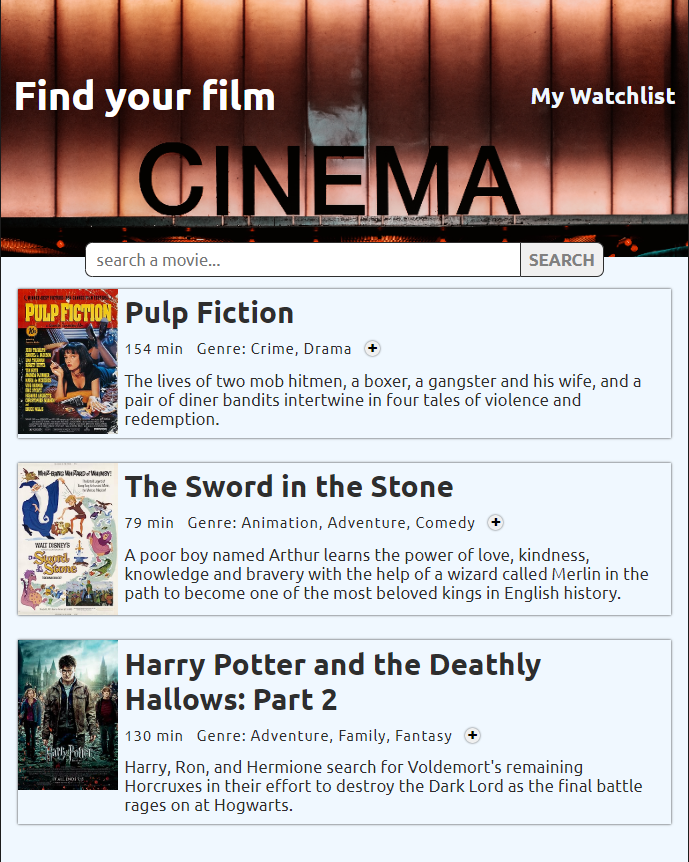 Find your film
My Watchlist
CINEMA
search a movie...
SEARCH
PULP FICTION
Pulp Fiction
154 min Genre: Crime, Drama
The lives of two mob hitmen, a boxer, a gangster and his wife, and a
pair of diner bandits intertwine in four tales of violence and
redemption.
WALT DISNEY'S
The Sword in the Stone
79 min Genre: Animation, Adventure, Comedy
A poor boy named Arthur learns the power of love, kindness,
knowledge and bravery with the help of a wizard called Merlin in the
path to become one of the most beloved kings in English history.
Harry Potter
Harry Potter and the Deathly
Hallows: Part 2
130 min Genre: Adventure, Family, Fantasy
Harry, Ron, and Hermione search for Voldemort's remaining
Horcruxes in their effort to destroy the Dark Lord as the final battle
rages on at Hogwarts.